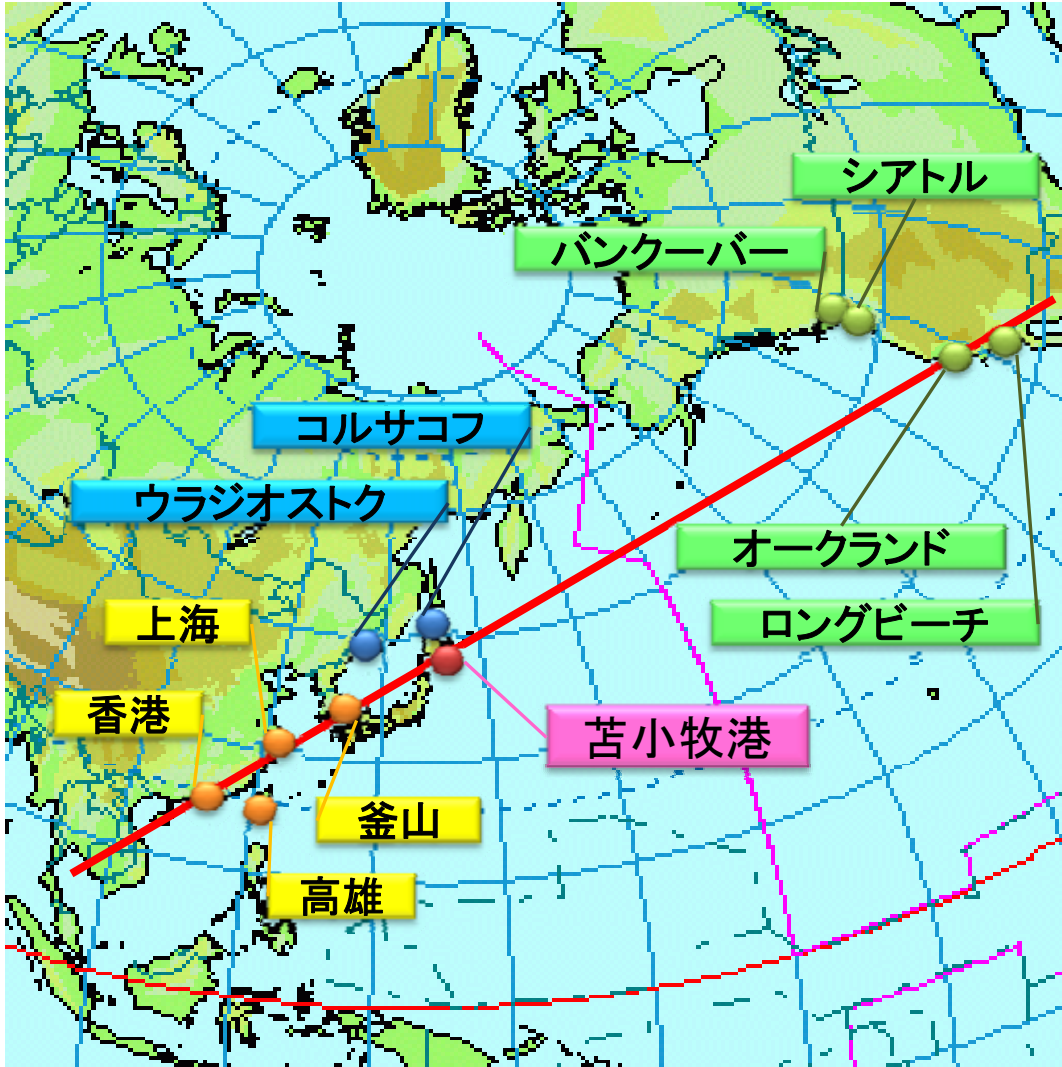 シアトル
バンクーバー
コルサコフ
ウラジオストク
オークランド
上海
ロングビーチ
香港
苫小牧港
釜山
高雄